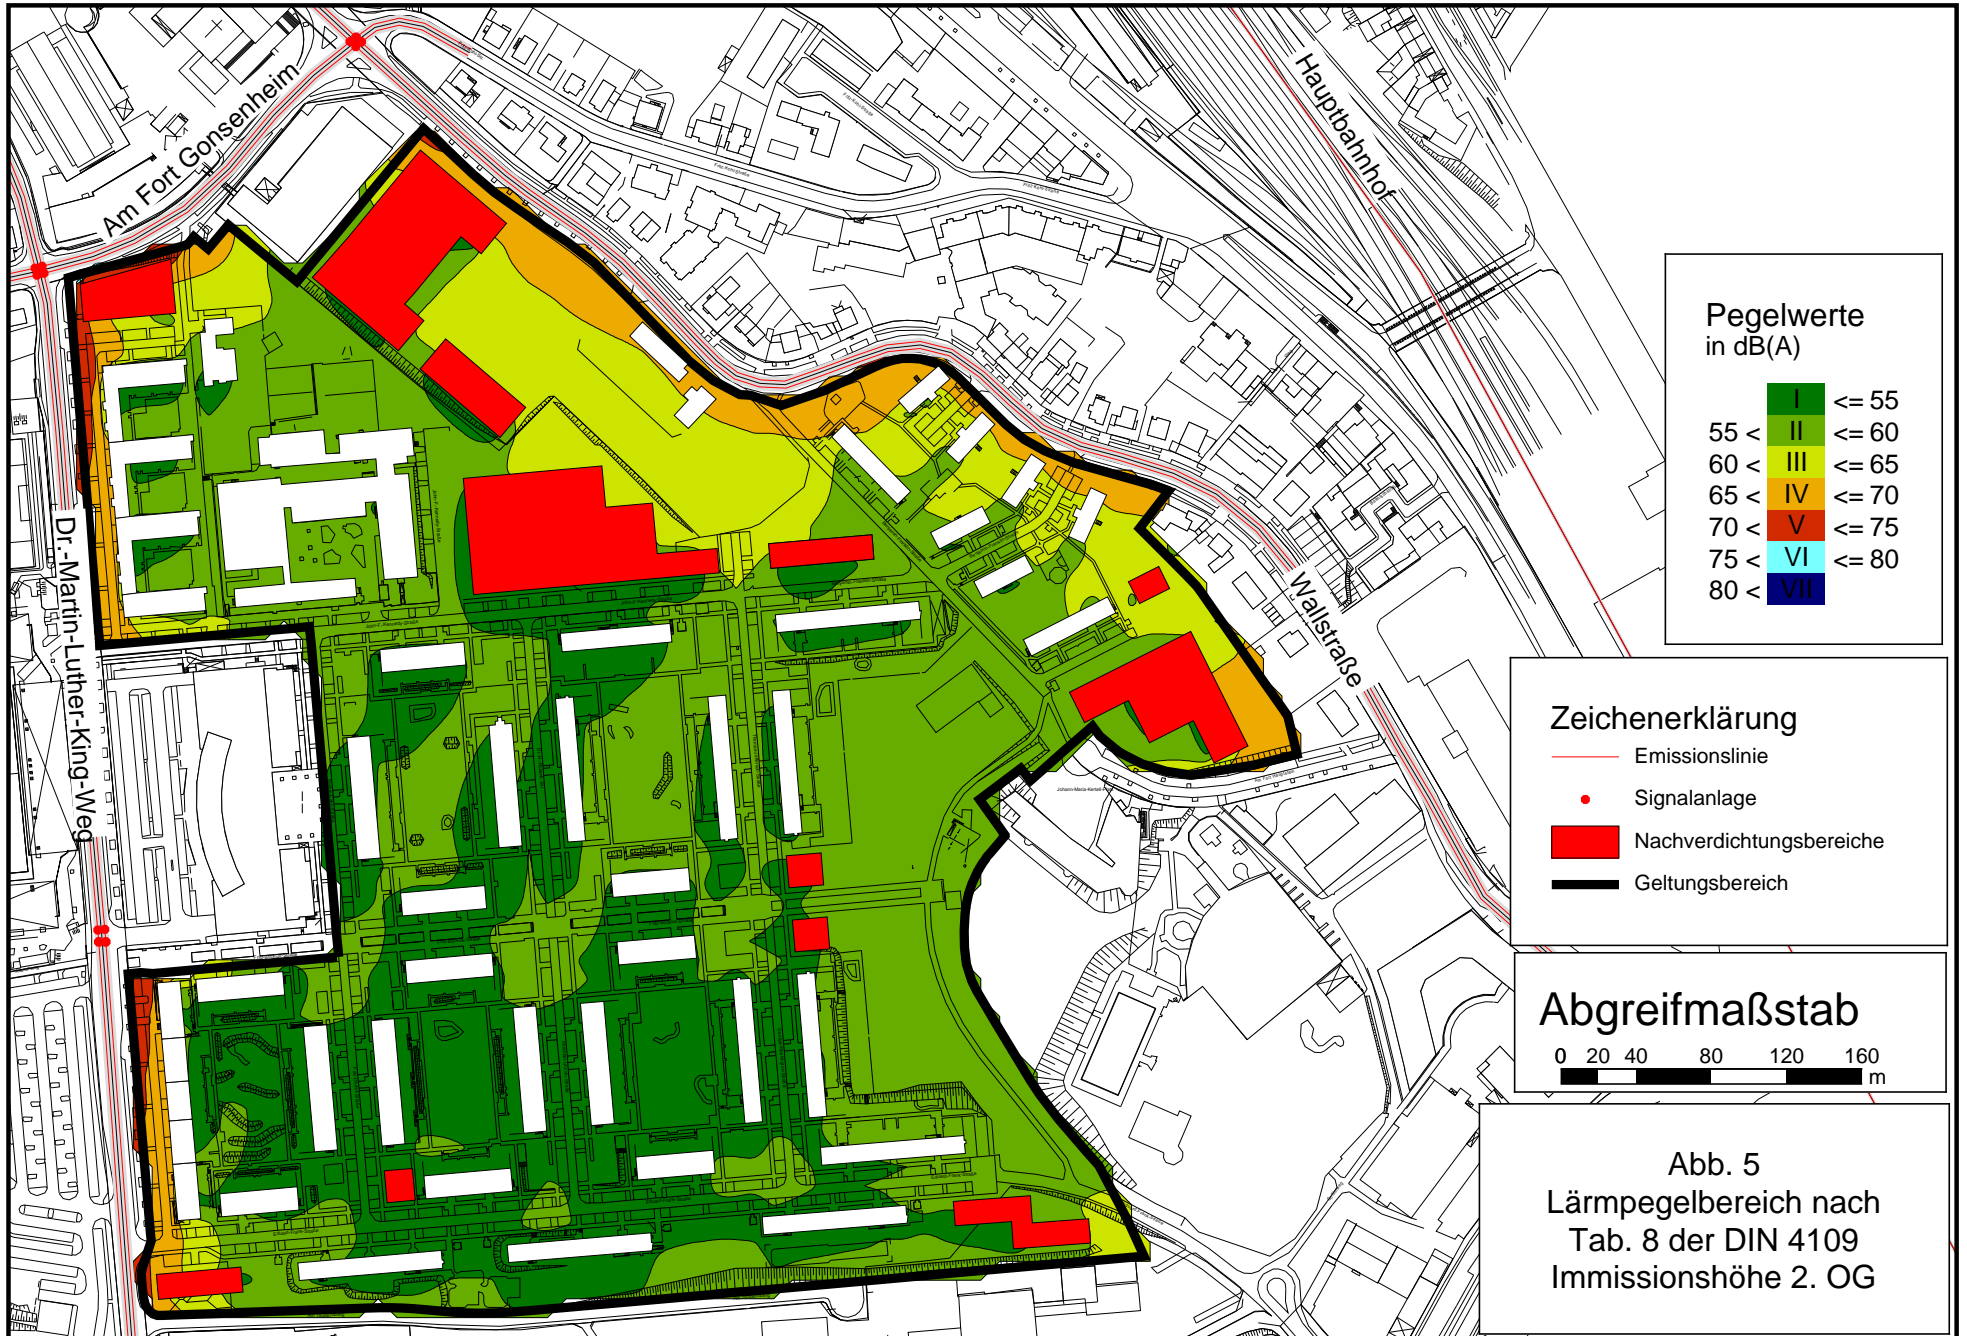 Am Fort Gonsenheim
Hauptbahnhof
Dr.-Martin-Luther-King-Weg
Wallstraße
Pegelwerte
in dB(A)
I <= 55
55 < II <= 60
60 < III <= 65
65 < IV <= 70
70 < V <= 75
75 < VI <= 80
80 < VII
Zeichenerklärung
Emissionslinie
Signalanlage
Nachverdichtungsbereiche
Geltungsbereich
Abgreifmaßstab
0 20 40 80 120 160
m
Abb. 5
Lärmpegelbereich nach
Tab. 8 der DIN 4109
Immissionshöhe 2. OG